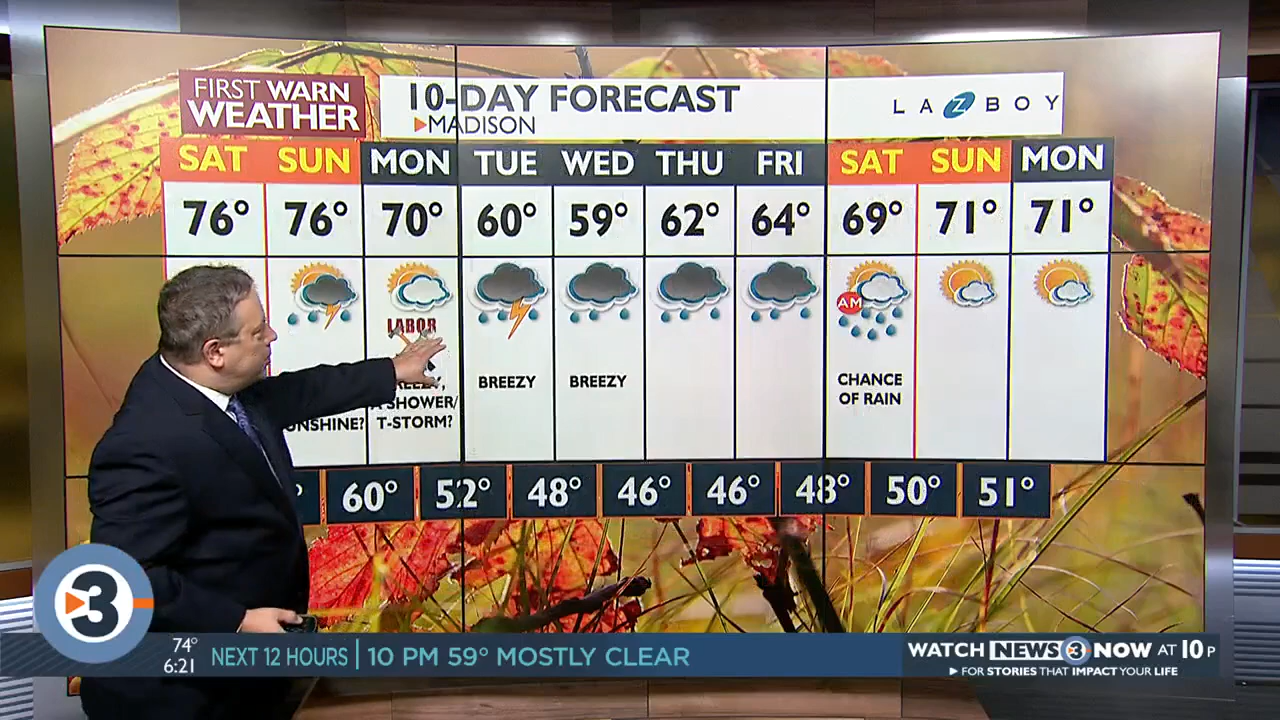 FIRST WARN
WEATHER
10-DAY FORECAST
MADISON
LA Z BOY
SAT SUN MON TUE WED THU FRI SAT SUN MON
76° 76° 70° 60° 59° 62° 64° 69° 71° 71°
AM
LABOR
BREEZY BREEZY CHANCE
OF RAIN
SHOWER/
T-STORM?
60° 52° 48° 46° 46° 48° 50° 51°
3
74°
6:21
NEXT 12 HOURS 10 PM 59° MOSTLY CLEAR
WATCH NEWS 3 NOW AT 10P
FOR STORIES THAT IMPACT YOUR LIFE